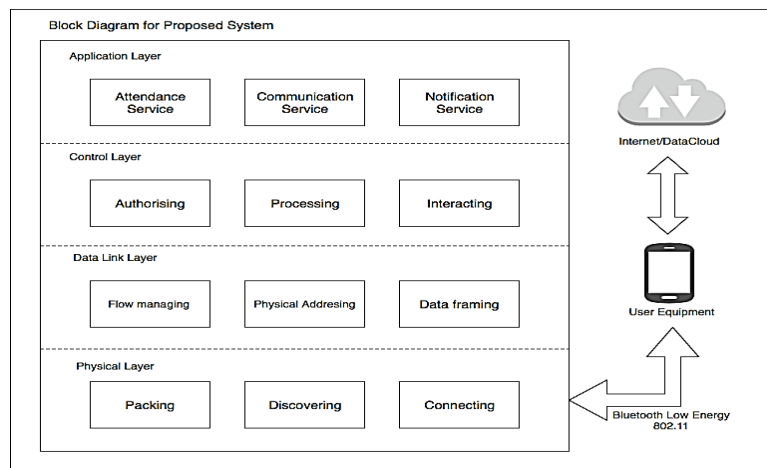 Block Diagram for Proposed System
Application Layer
Attendance
Service
Communication
Service
Notification
Service
Control Layer
Authorising
Processing
Interacting
Data Link Layer
Flow managing
Physical Addresing
Data framing
Physical Layer
Packing
Discovering
Connecting
Internet/DataCloud
User Equipment
Bluetooth Low Energy
802.11